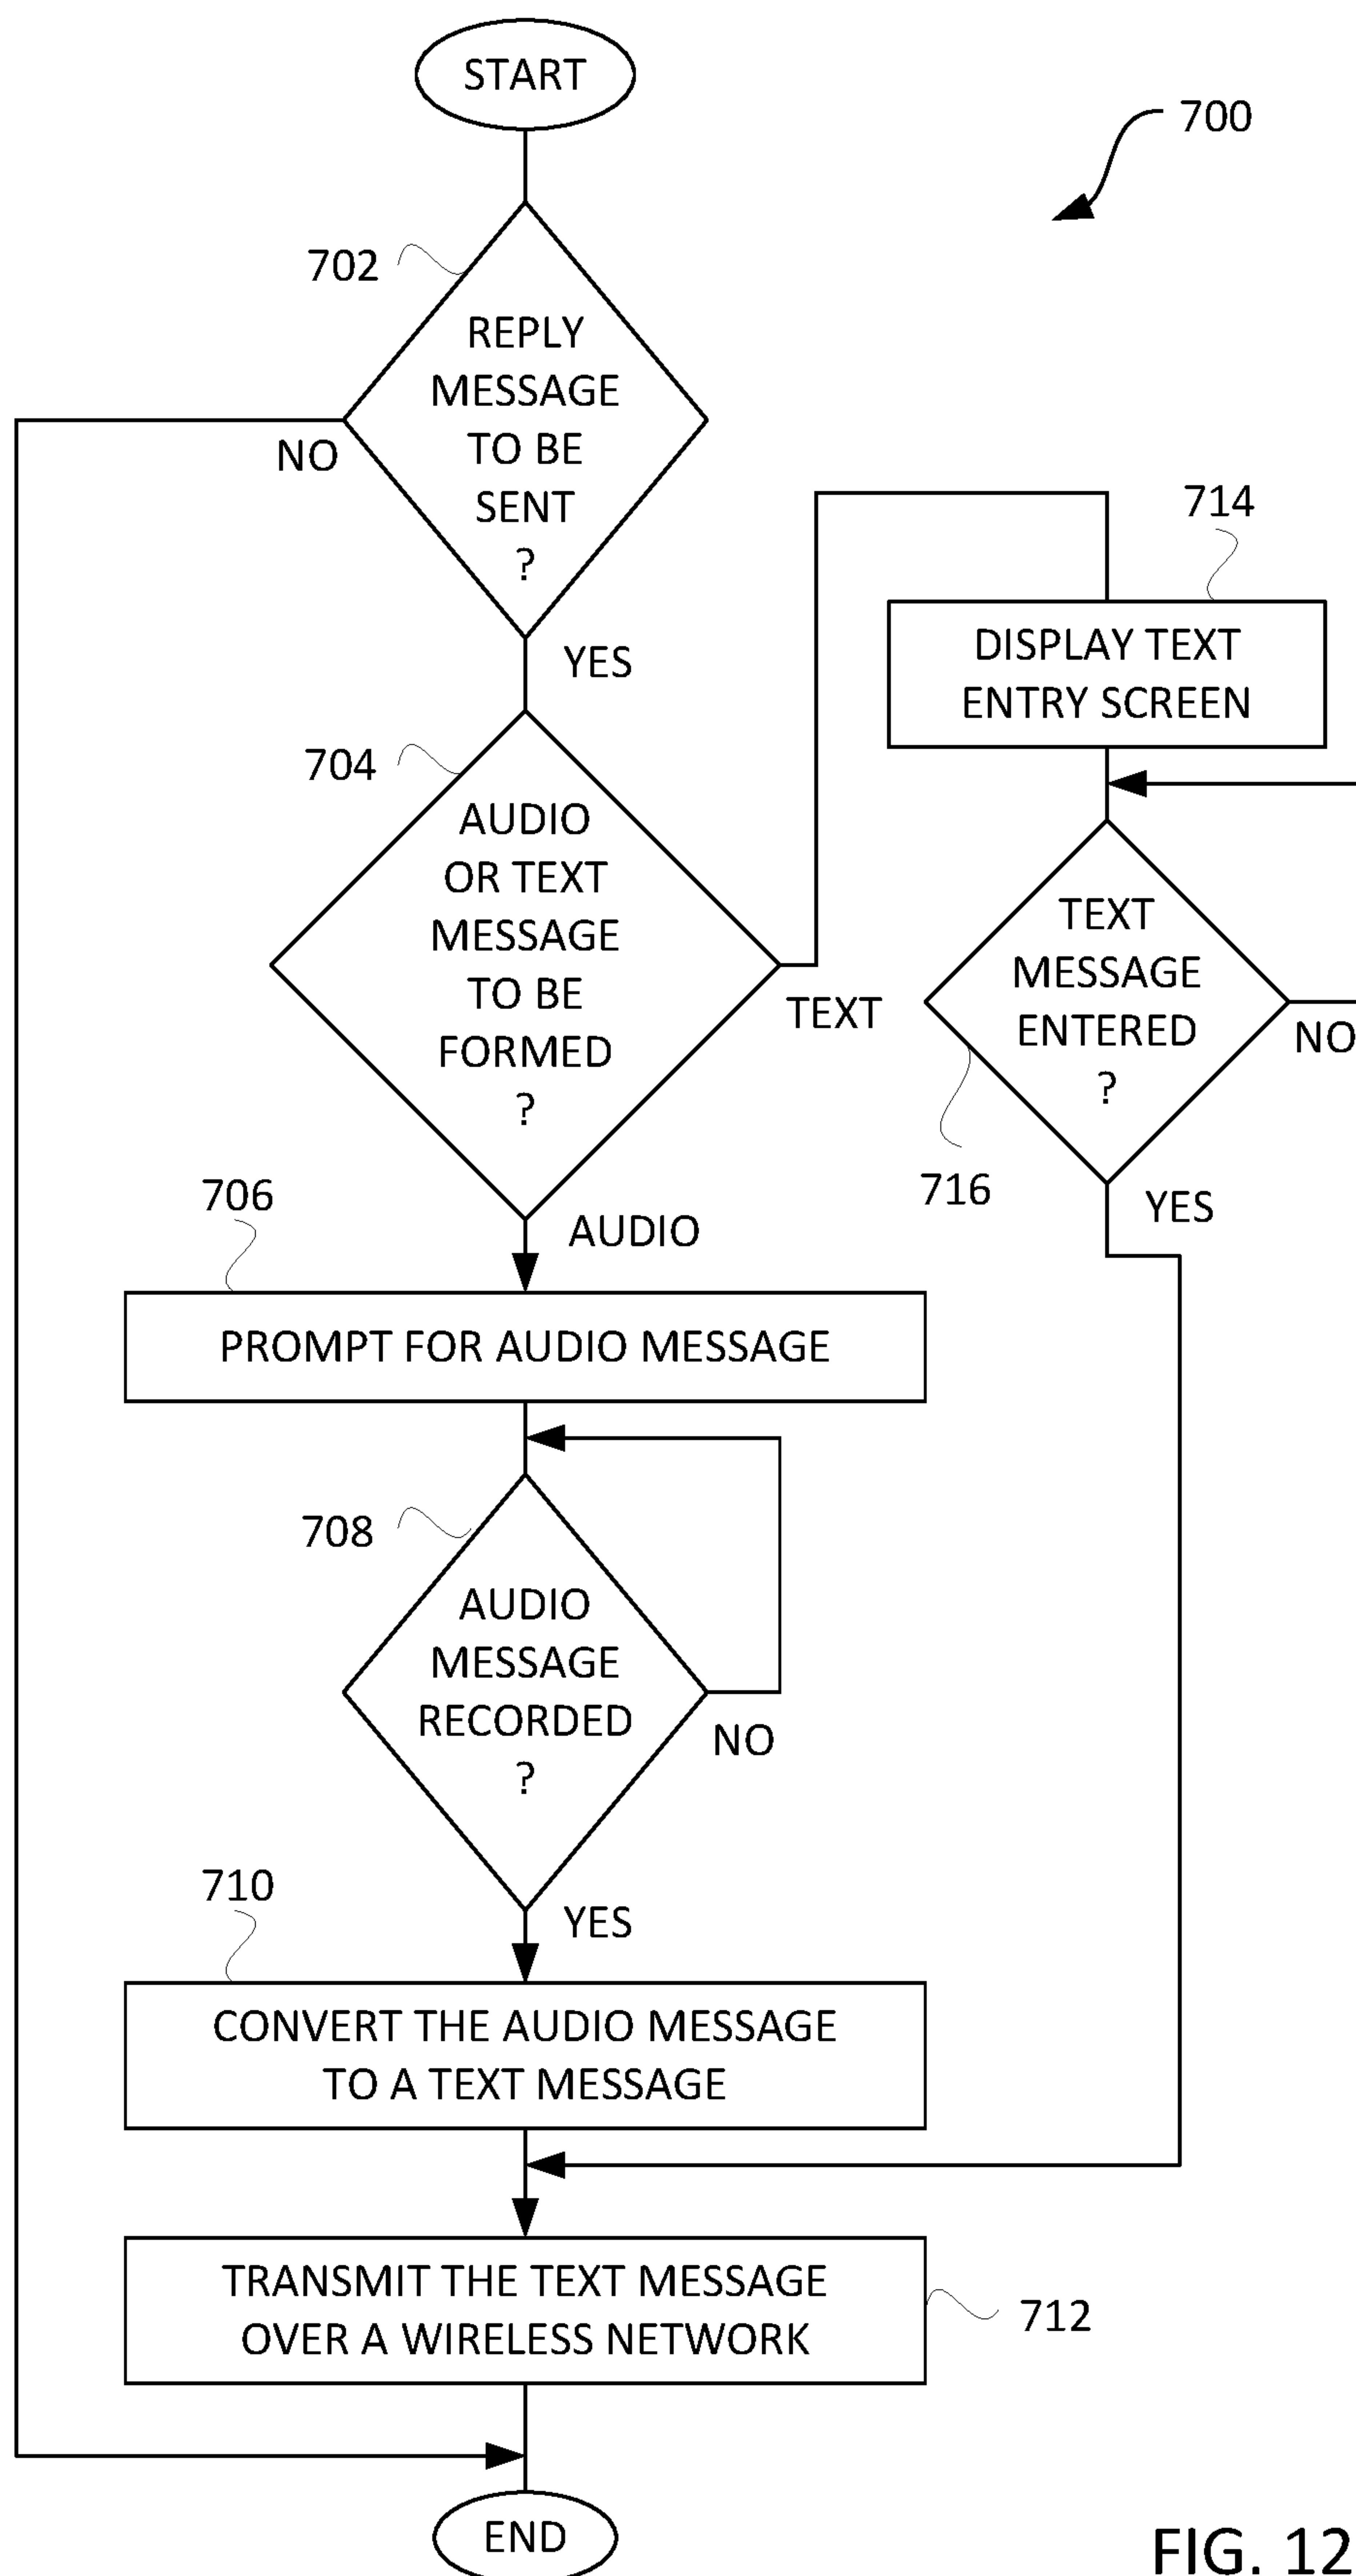 START
700
702
REPLY
MESSAGE
TO BE
SENT
?
NO
YES
714
DISPLAY TEXT
ENTRY SCREEN
704
AUDIO
OR TEXT
MESSAGE
TO BE
FORMED
?
TEXT
TEXT
MESSAGE
ENTERED
?
NO
716
YES
AUDIO
706
PROMPT FOR AUDIO MESSAGE
708
AUDIO
MESSAGE
RECORDED
?
NO
YES
710
CONVERT THE AUDIO MESSAGE
TO A TEXT MESSAGE
TRANSMIT THE TEXT MESSAGE
OVER A WIRELESS NETWORK
712
END
FIG. 12